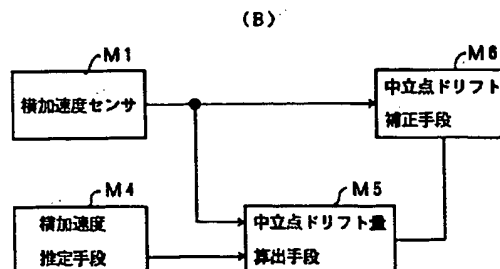 (B)
M1
横加速度センサ
M6
中立点ドリフト
補正手段
M4
横加速度
推定手段
M5
中立点ドリフト量
算出手段